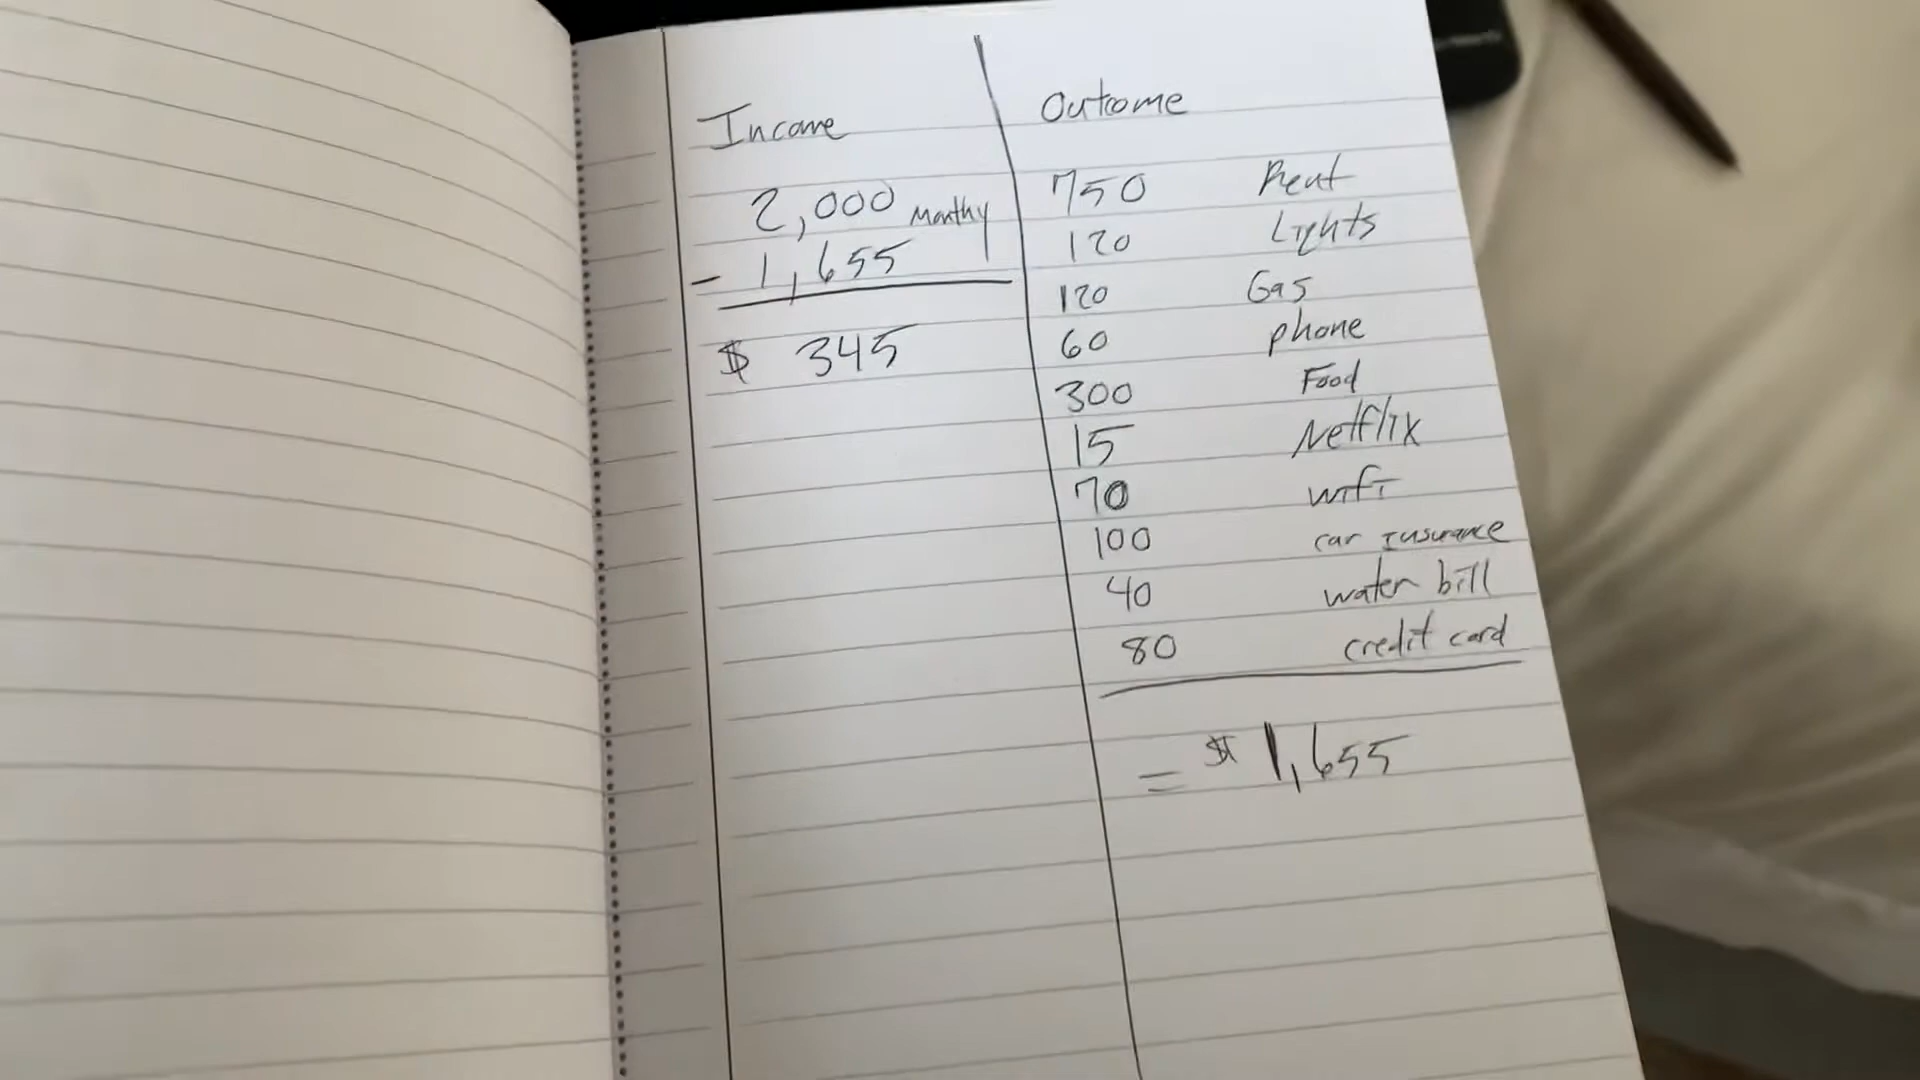 Income
2,000 Monthy
- 1,655
$ 345
Outcome
750 Rent
120 Lights
120 Gas
60 phone
300 Food
15 Netflix
70 wifi
100 car insurance
40 water bill
80 credit card
= $ 1,655